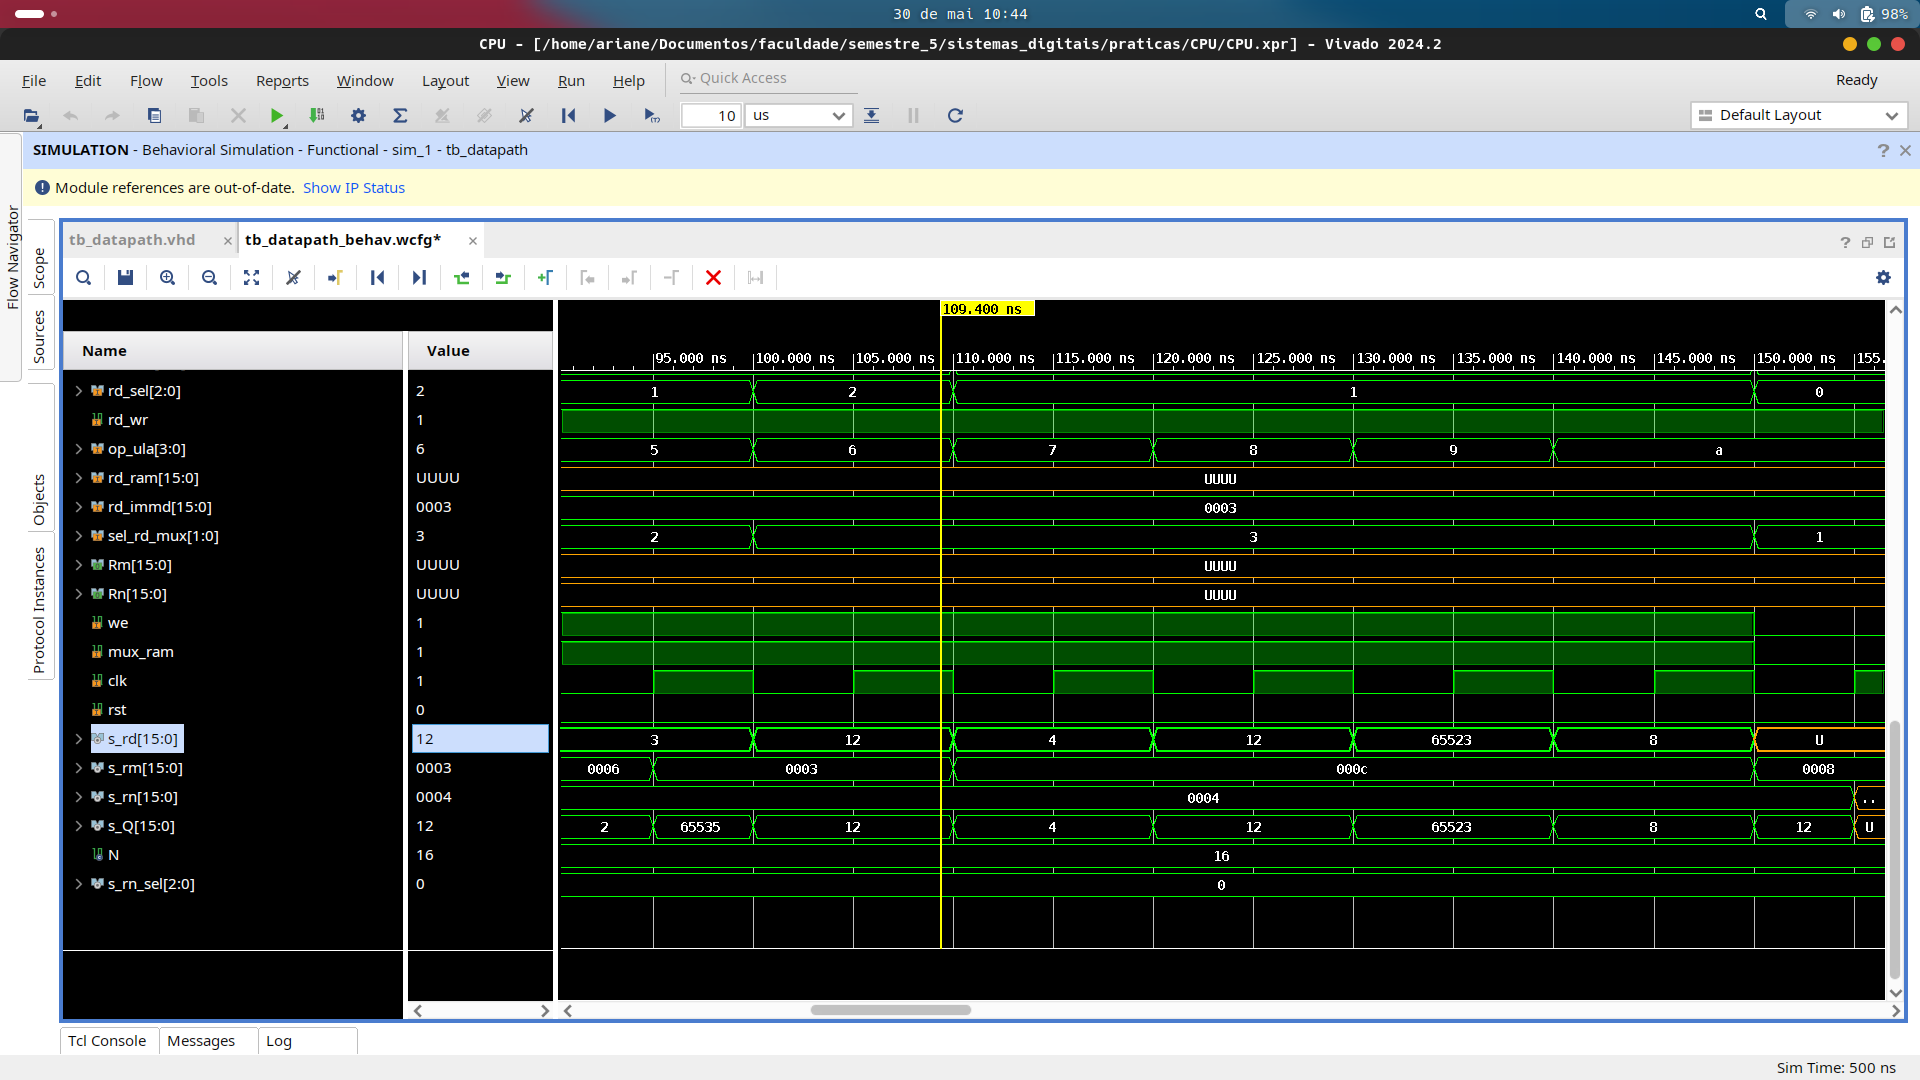 30 de mai 10:44
98%
CPU - [/home/ariane/Documentos/faculdade/semestre_5/sistemas_digitais/praticas/CPU/CPU.xpr] - Vivado 2024.2
File Edit Flow Tools Reports Window Layout View Run Help Quick Access Ready
10 us Default Layout
SIMULATION - Behavioral Simulation - Functional - sim_1 - tb_datapath
Module references are out-of-date. Show IP Status
Flow Navigator
Scope
Sources
Objects
Protocol Instances
tb_datapath.vhd tb_datapath_behav.wcfg*
109.400 ns
Name Value
95.000 ns 100.000 ns 105.000 ns 110.000 ns 115.000 ns 120.000 ns 125.000 ns 130.000 ns 135.000 ns 140.000 ns 145.000 ns 150.000 ns 155.
rd_sel[2:0] 2 1 2 1 0
rd_wr 1
op_ula[3:0] 6 5 6 7 8 9 a
rd_ram[15:0] UUUU UUUU
rd_immd[15:0] 0003 0003
sel_rd_mux[1:0] 3 2 3 1
Rm[15:0] UUUU UUUU
Rn[15:0] UUUU UUUU
we 1
mux_ram 1
clk 1
rst 0
s_rd[15:0] 12 3 12 4 12 65523 8 U
s_rm[15:0] 0003 0006 0003 000c 0008
s_rn[15:0] 0004 0004 ..
s_Q[15:0] 12 2 65535 12 4 12 65523 8 12 U
N 16 16
s_rn_sel[2:0] 0 0
Tcl Console Messages Log
Sim Time: 500 ns